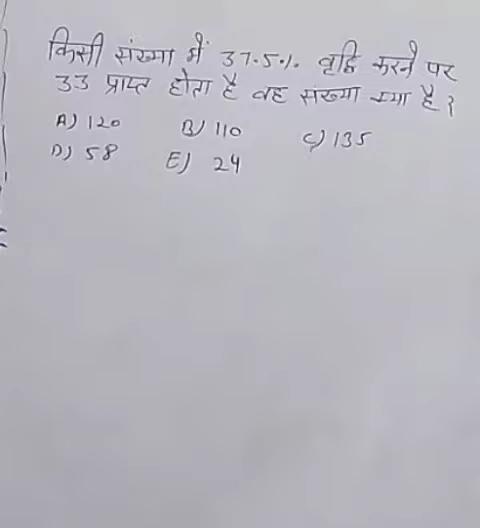 किसी संख्या में 37.5% वृद्धि करने पर
33 प्राप्त होता है वह संख्या क्या है?
A) 120 B) 110 C) 135
D) 58 E) 24